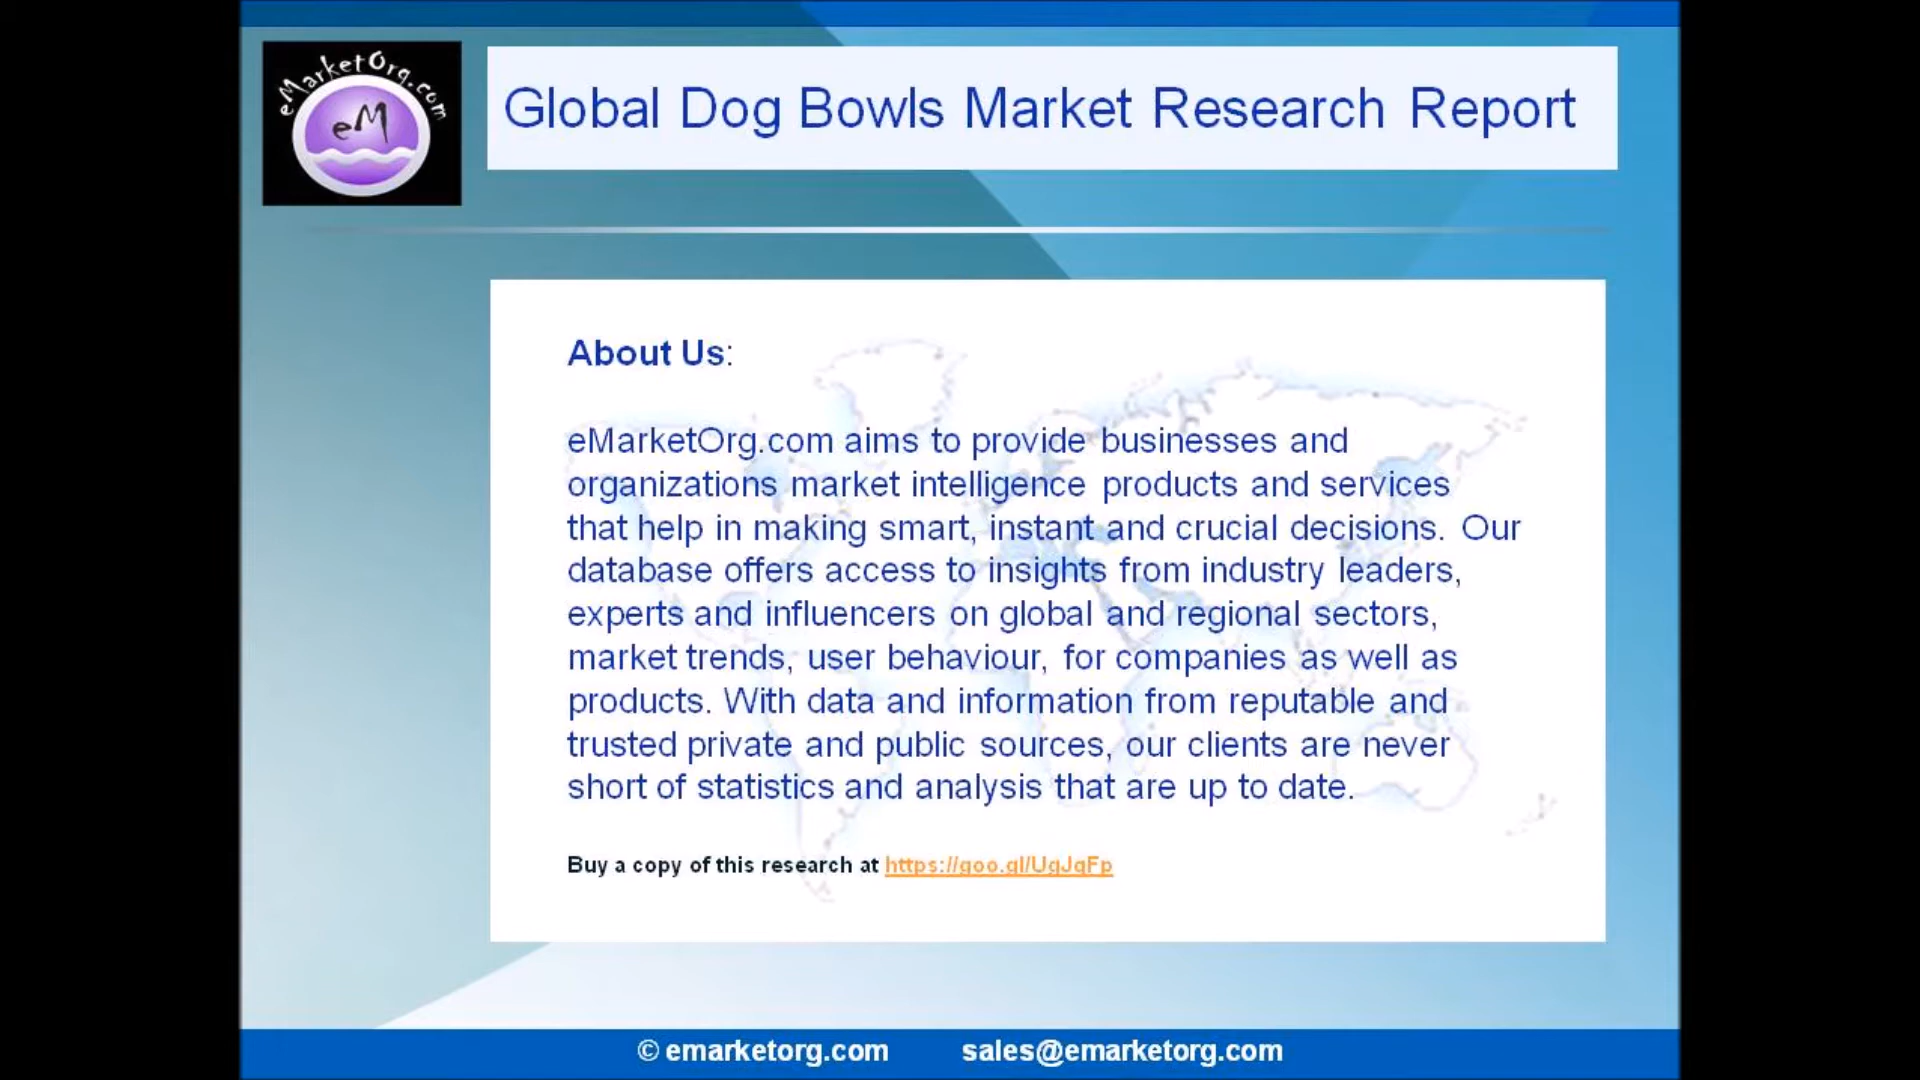 eMarketOrg.com
eM
Global Dog Bowls Market Research Report
About Us:
eMarketOrg.com aims to provide businesses and
organizations market intelligence products and services
that help in making smart, instant and crucial decisions. Our
database offers access to insights from industry leaders,
experts and influencers on global and regional sectors,
market trends, user behaviour, for companies as well as
products. With data and information from reputable and
trusted private and public sources, our clients are never
short of statistics and analysis that are up to date.
Buy a copy of this research at https://goo.gl/UgJqFp
© emarketorg.com sales@emarketorg.com